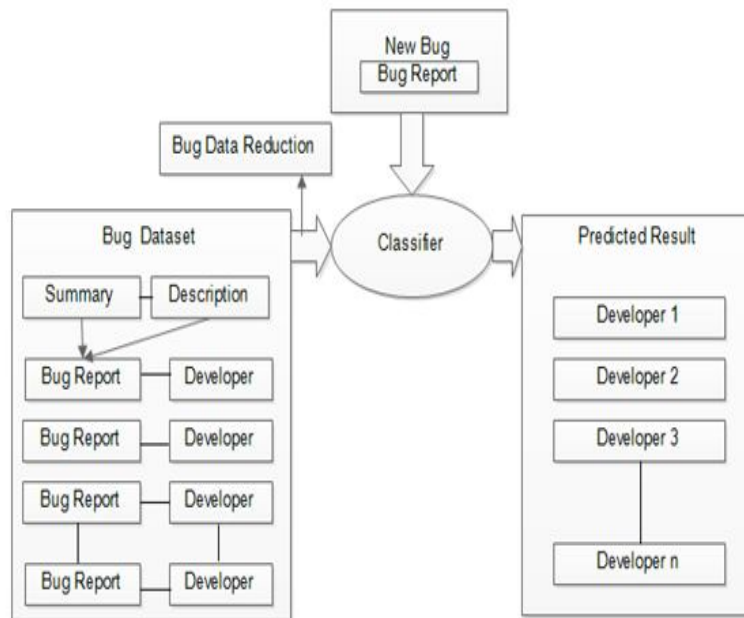 New Bug
Bug Report
Bug Data Reduction
Bug Dataset
Classifier
Predicted Result
Summary
Description
Bug Report
Developer
Bug Report
Developer
Bug Report
Developer
Bug Report
Developer
Developer 1
Developer 2
Developer 3
Developer n